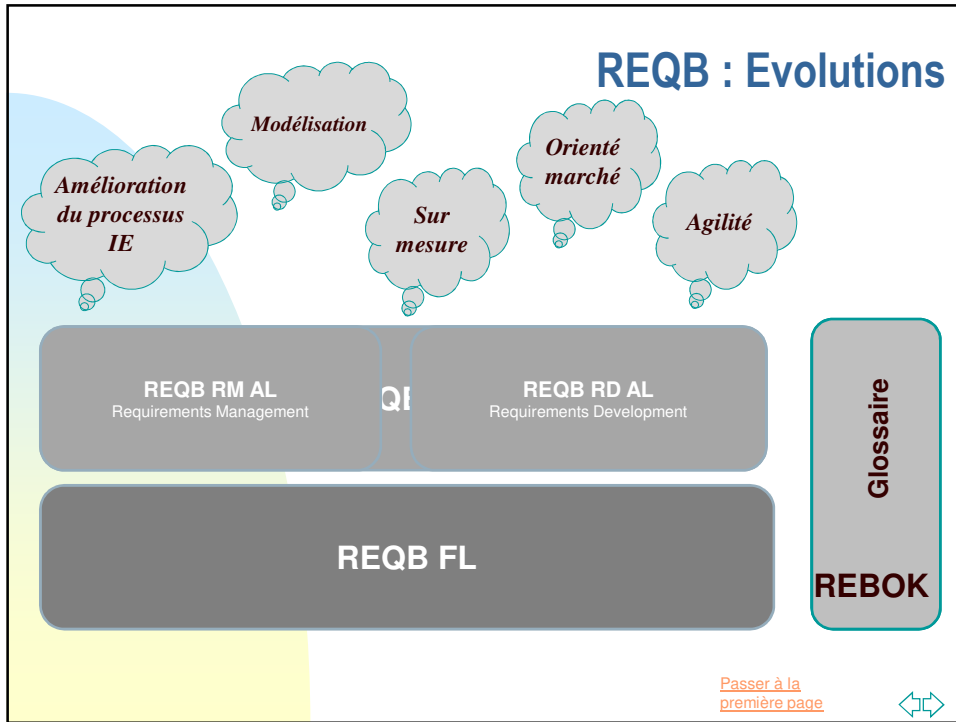 REQB : Evolutions
Modélisation
Orienté
marché
Amélioration
du processus
IE
Sur
mesure
Agilité
REQB RM AL
Requirements Management
REQB RD AL
Requirements Development
Glossaire
REQB FL
REBOK
Passer à la
première page